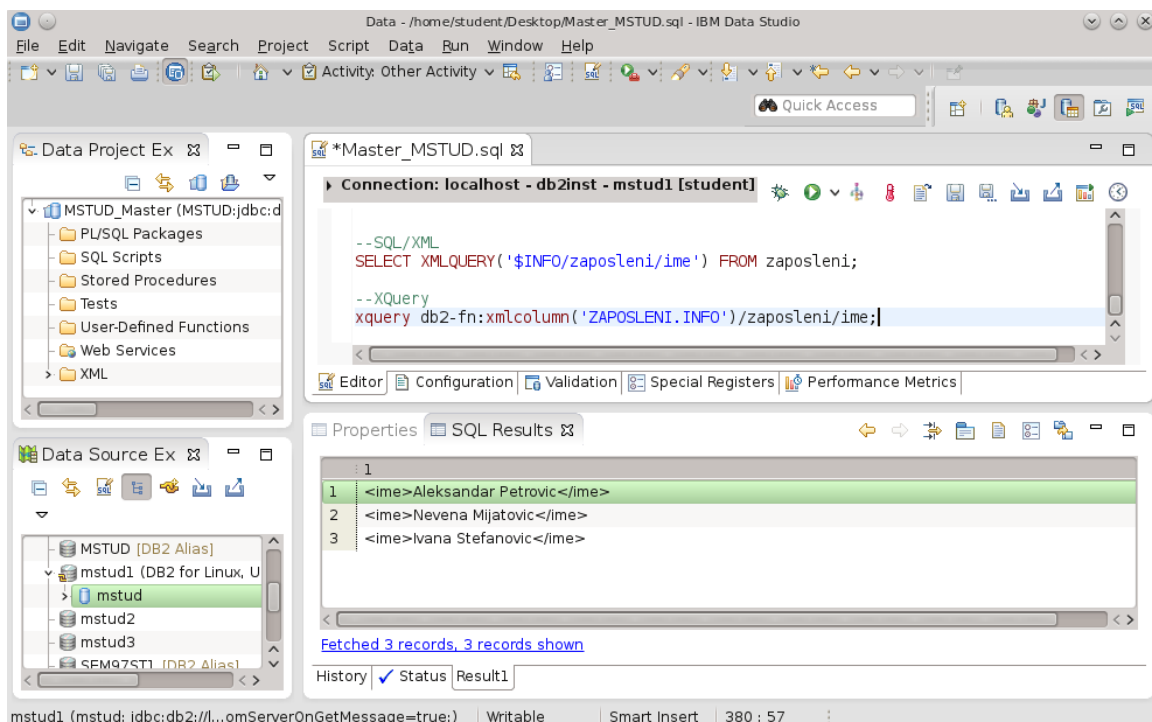 Data - /home/student/Desktop/Master_MSTUD.sql - IBM Data Studio
File Edit Navigate Search Project Script Data Run Window Help
Activity: Other Activity
Quick Access
Data Project Ex
MSTUD_Master (MSTUD:jdbc:d
PL/SQL Packages
SQL Scripts
Stored Procedures
Tests
User-Defined Functions
Web Services
XML
*Master_MSTUD.sql
Connection: localhost - db2inst - mstud1 [student]
--SQL/XML
SELECT XMLQUERY('$INFO/zaposleni/ime') FROM zaposleni;
--XQuery
xquery db2-fn:xmlcolumn('ZAPOSLENI.INFO')/zaposleni/ime;
Editor Configuration Validation Special Registers Performance Metrics
Data Source Ex
MSTUD [DB2 Alias]
mstud1 (DB2 for Linux, U
mstud
mstud2
mstud3
SEM97ST1 [DB2 Alias]
Properties SQL Results
1
1 <ime>Aleksandar Petrovic</ime>
2 <ime>Nevena Mijatovic</ime>
3 <ime>Ivana Stefanovic</ime>
Fetched 3 records, 3 records shown
History Status Result1
mstud1 (mstud: jdbc:db2://l...omServerOnGetMessage=true;) Writable Smart Insert 380 : 57